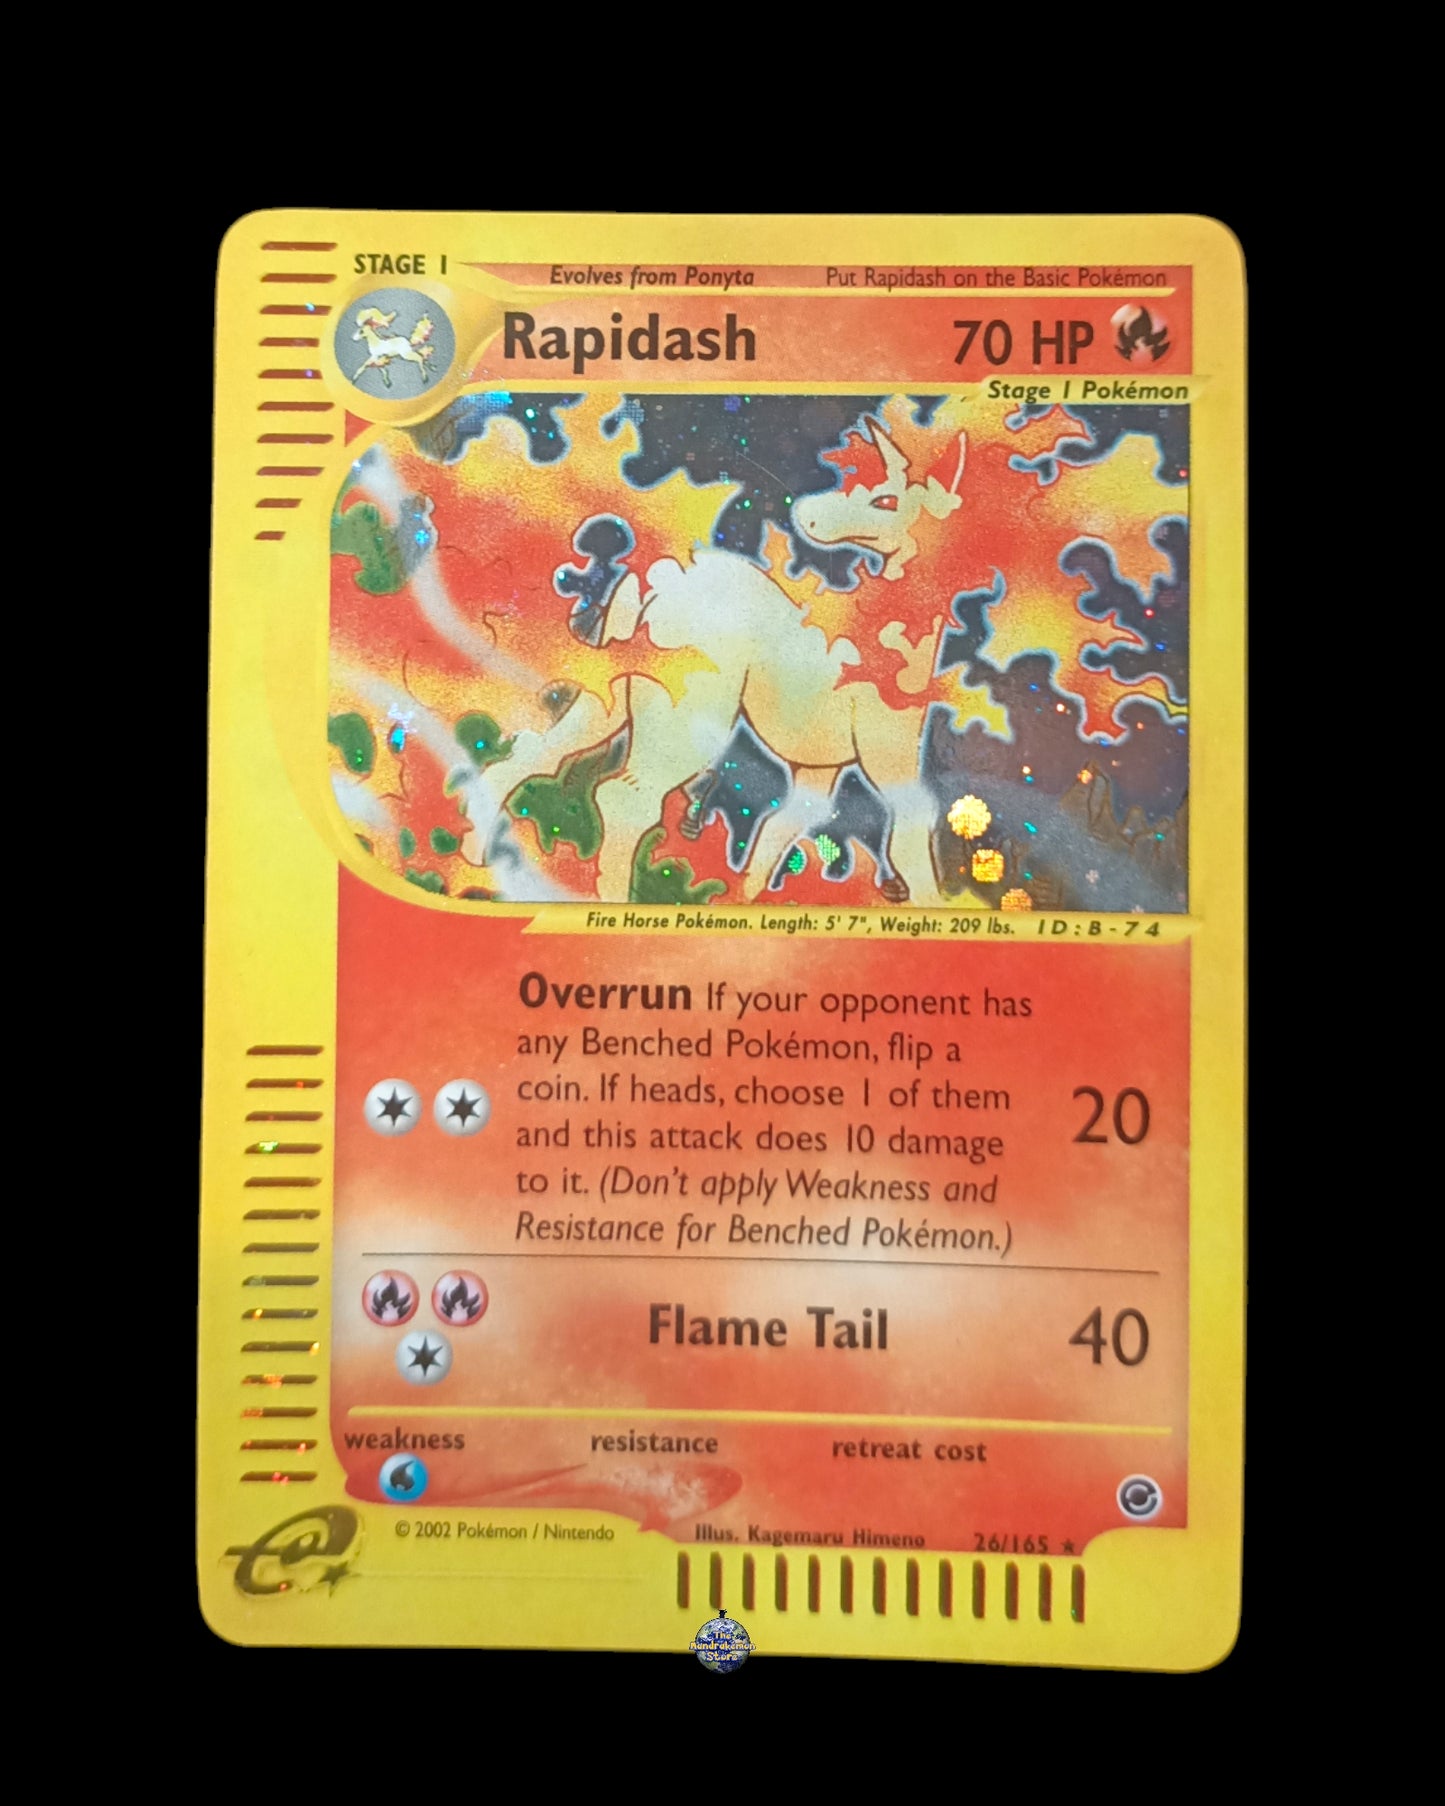 STAGE 1
Evolves from Ponyta
Put Rapidash on the Basic Pokémon
Rapidash
70 HP
Stage 1 Pokémon
Fire Horse Pokémon. Length: 5' 7", Weight: 209 lbs. ID:B-74
Overrun If your opponent has
any Benched Pokémon, flip a
coin. If heads, choose 1 of them
and this attack does 10 damage
to it. (Don't apply Weakness and
Resistance for Benched Pokémon.)
20
Flame Tail
40
weakness
resistance
retreat cost
© 2002 Pokémon / Nintendo
Illus. Kagemaru Himeno
26/165 ★
e
The
Mandrakemon
Store